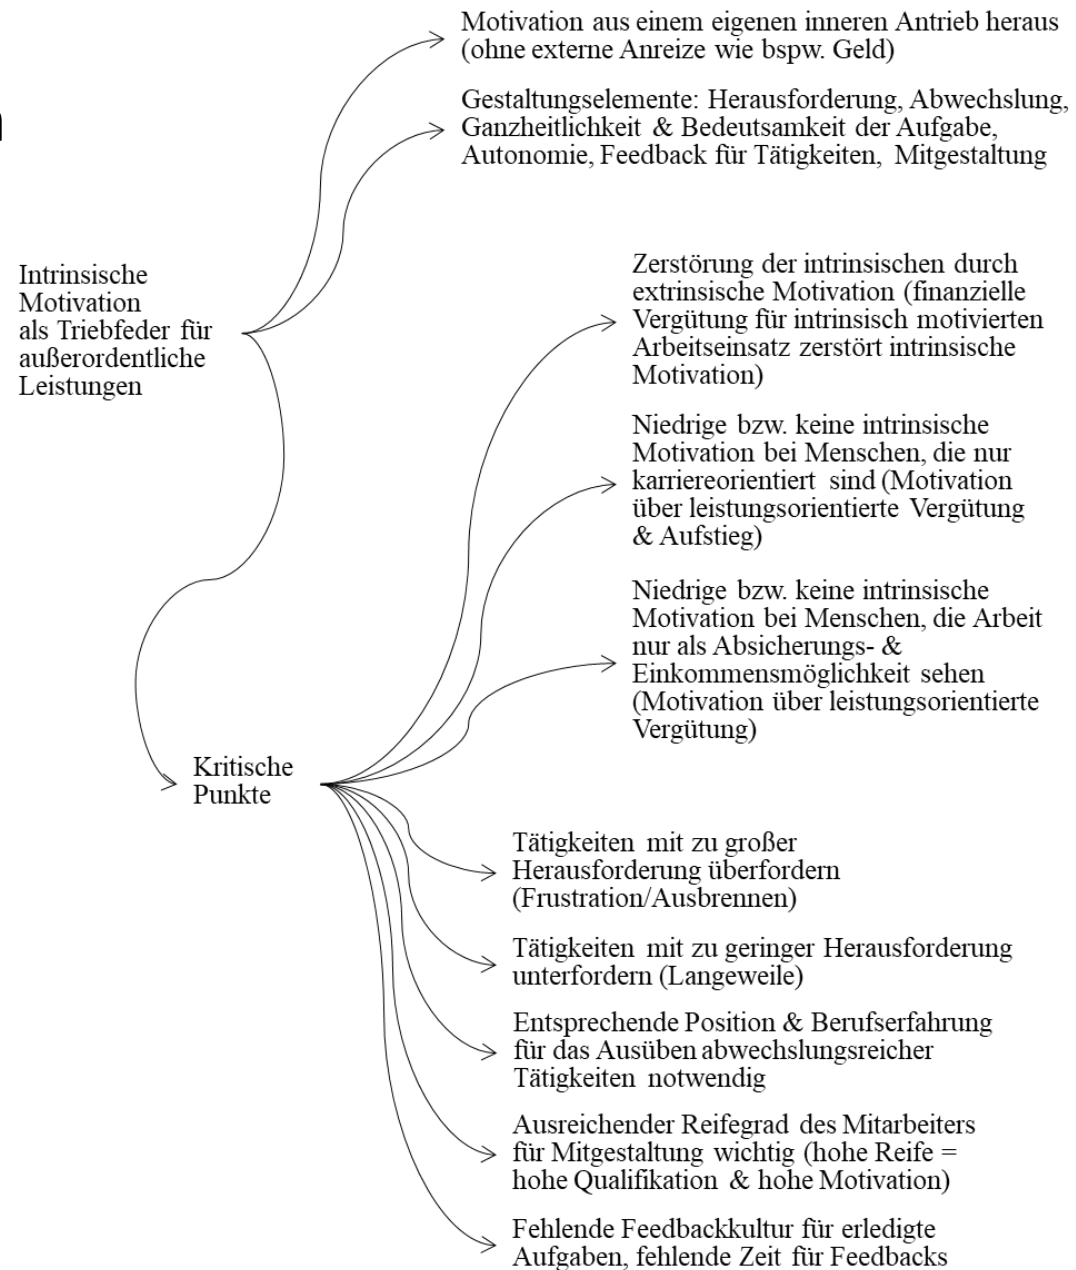 Motivation aus einem eigenen inneren Antrieb heraus
(ohne externe Anreize wie bspw. Geld)
Gestaltungselemente: Herausforderung, Abwechslung,
Ganzheitlichkeit & Bedeutsamkeit der Aufgabe,
Autonomie, Feedback für Tätigkeiten, Mitgestaltung
Intrinsische
Motivation
als Triebfeder für
außerordentliche
Leistungen
Zerstörung der intrinsischen durch
extrinsische Motivation (finanzielle
Vergütung für intrinsisch motivierten
Arbeitseinsatz zerstört intrinsische
Motivation)
Niedrige bzw. keine intrinsische
Motivation bei Menschen, die nur
karriereorientiert sind (Motivation
über leistungsorientierte Vergütung
& Aufstieg)
Niedrige bzw. keine intrinsische
Motivation bei Menschen, die Arbeit
nur als Absicherungs- &
Einkommensmöglichkeit sehen
(Motivation über leistungsorientierte
Vergütung)
Kritische
Punkte
Tätigkeiten mit zu großer
Herausforderung überfordern
(Frustration/Ausbrennen)
Tätigkeiten mit zu geringer Herausforderung
unterfordern (Langeweile)
Entsprechende Position & Berufserfahrung
für das Ausüben abwechslungsreicher
Tätigkeiten notwendig
Ausreichender Reifegrad des Mitarbeiters
für Mitgestaltung wichtig (hohe Reife =
hohe Qualifikation & hohe Motivation)
Fehlende Feedbackkultur für erledigte
Aufgaben, fehlende Zeit für Feedbacks